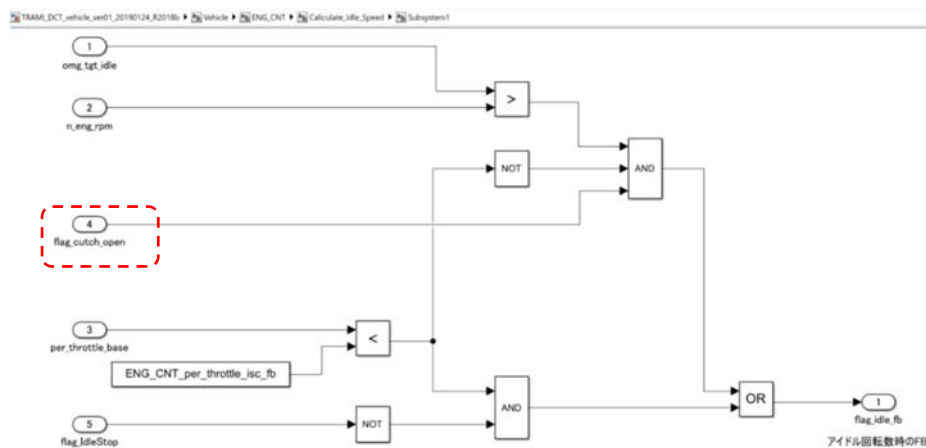 TRAMI_DCT_vehicle_ver01_20190124_R2018b Vehicle ENG_CNT Caliculate_Idle_Speed Subsystem1
1
omg_tgt_idle
2
n_eng_rpm
>
NOT
AND
4
flag_cutch_open
3
per_throttle_base
<
ENG_CNT_per_throttle_isc_fb
5
flag_IdleStop
NOT
AND
OR
1
flag_idle_fb
アイドル回転数時のFB